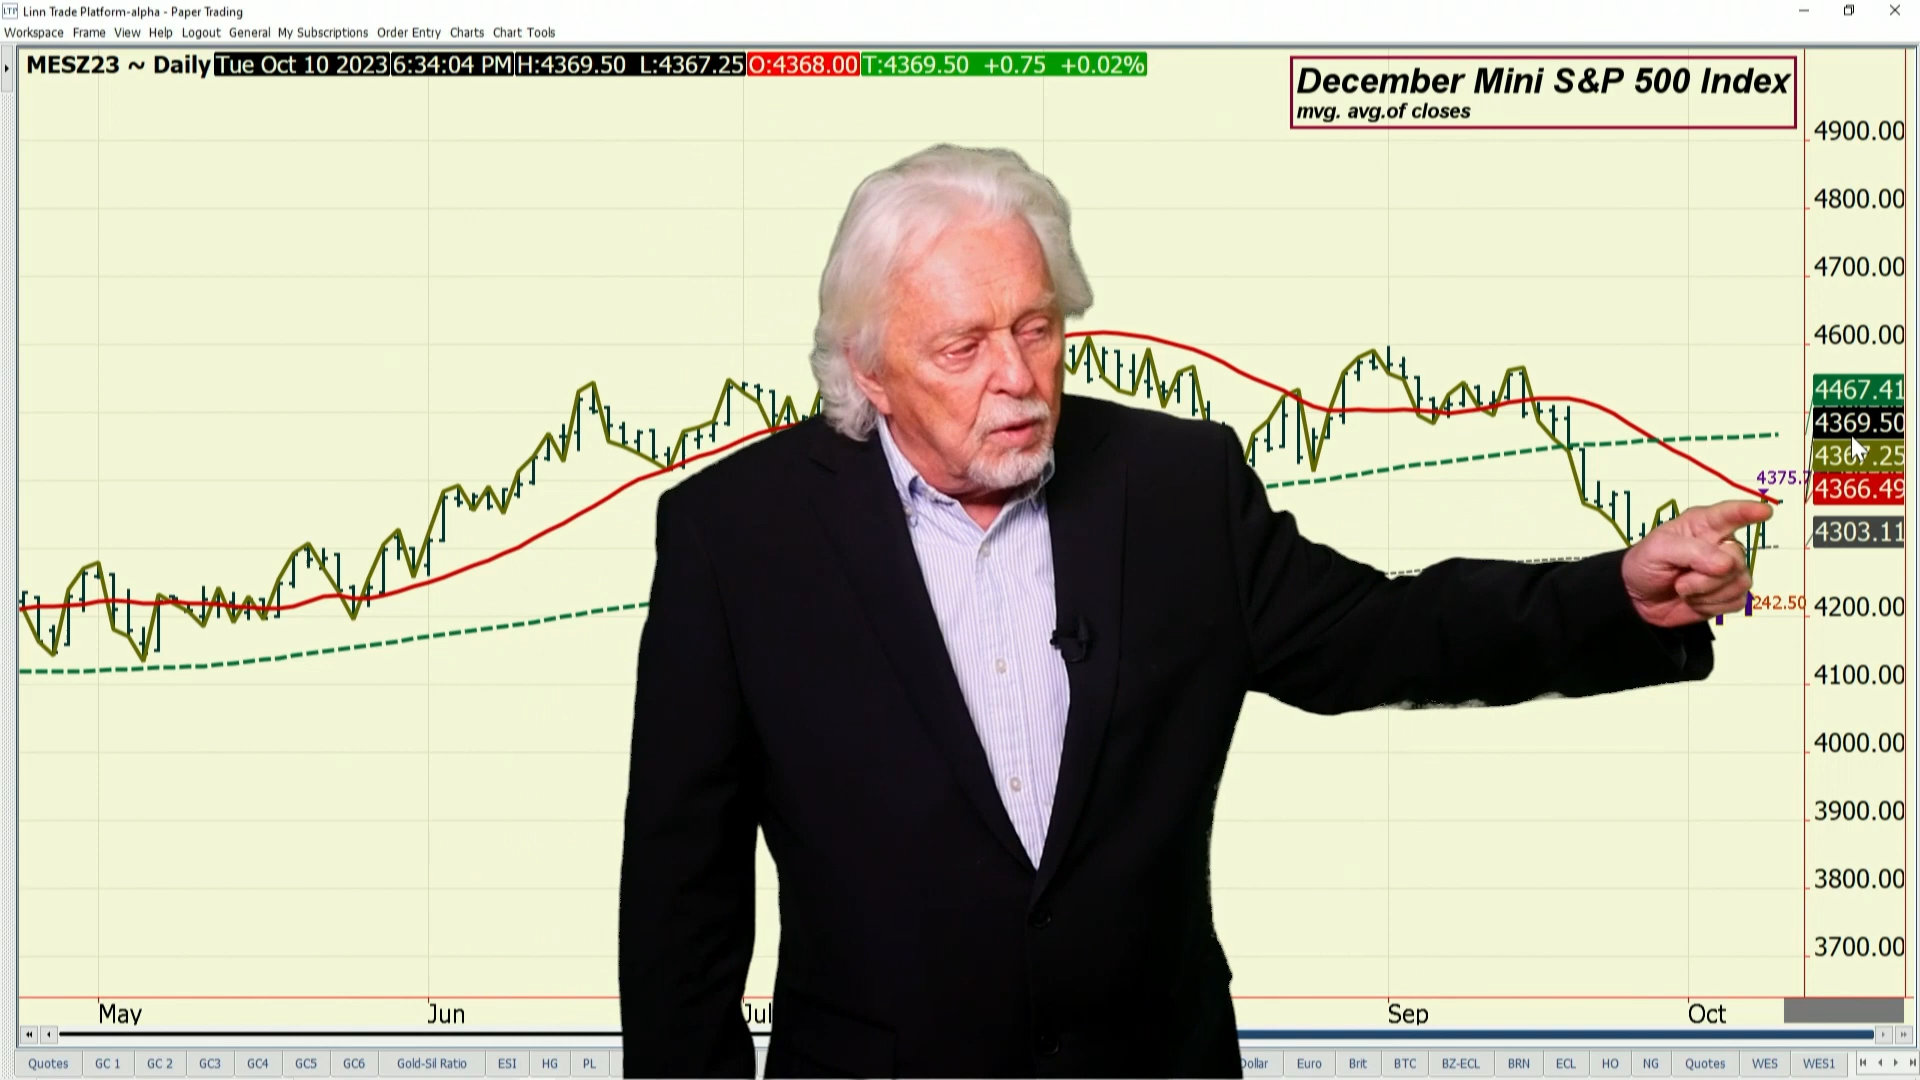 LTP Linn Trade Platform-alpha - Paper Trading
Workspace Frame View Help Logout General My Subscriptions Order Entry Charts Chart Tools
MESZ23 ~ Daily Tue Oct 10 2023 6:34:04 PM H:4369.50 L:4367.25 O:4368.00 T:4369.50 +0.75 +0.02%
December Mini S&P 500 Index
mvg. avg.of closes
4900.00
4800.00
4700.00
4600.00
4467.41
4369.50
4375.7
4366.49
4303.11
242.50
4200.00
4100.00
4000.00
3900.00
3800.00
3700.00
May Jun Jul Sep Oct
Quotes GC 1 GC 2 GC3 GC4 GC5 GC6 Gold-Sil Ratio ESI HG PL Dollar Euro Brit BTC BZ-ECL BRN ECL HO NG Quotes WES WES1